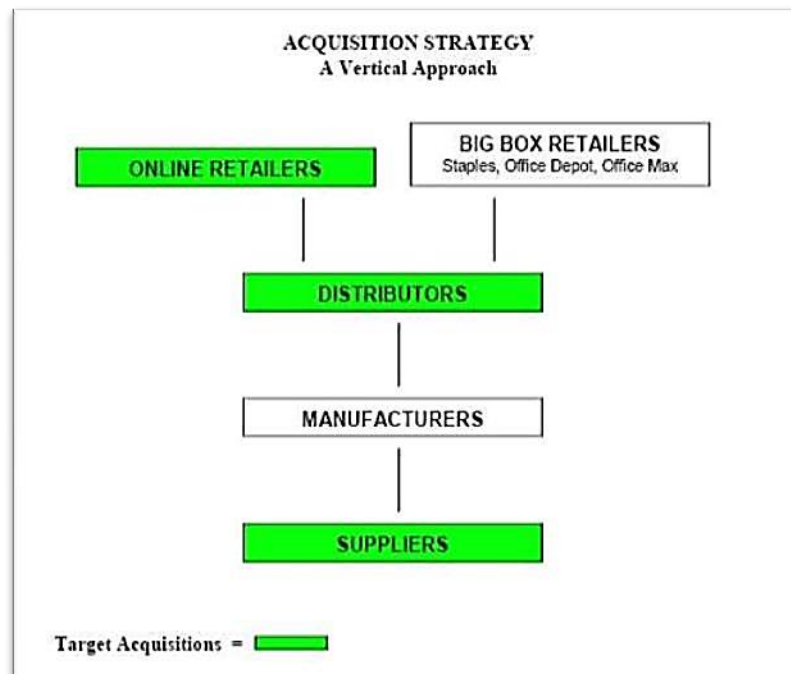 ACQUISITION STRATEGY
A Vertical Approach
ONLINE RETAILERS
BIG BOX RETAILERS
Staples, Office Depot, Office Max
DISTRIBUTORS
MANUFACTURERS
SUPPLIERS
Target Acquisitions =